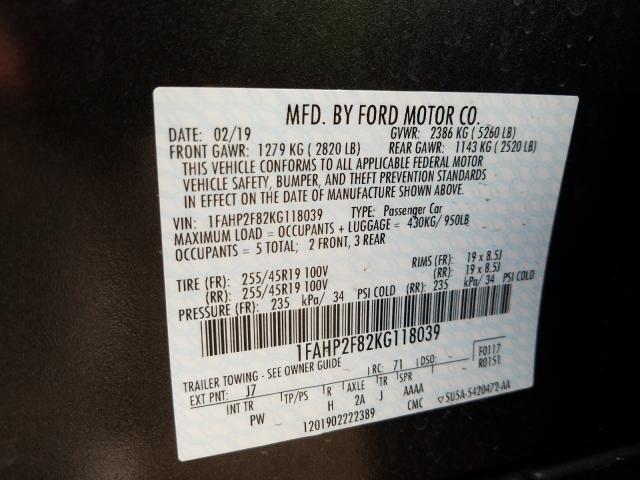 MFD. BY FORD MOTOR CO.
DATE: 02/19 GVWR: 2386 KG (5260 LB)
FRONT GAWR: 1279 KG (2820 LB) REAR GAWR: 1143 KG (2520 LB)
THIS VEHICLE CONFORMS TO ALL APPLICABLE FEDERAL MOTOR
VEHICLE SAFETY, BUMPER, AND THEFT PREVENTION STANDARDS
IN EFFECT ON THE DATE OF MANUFACTURE SHOWN ABOVE.
VIN: 1FAHP2F82KG118039 TYPE: Passenger Car
MAXIMUM LOAD = OCCUPANTS + LUGGAGE = 430KG/ 950LB
OCCUPANTS = 5 TOTAL; 2 FRONT, 3 REAR
TIRE (FR): 255/45R19 100V RIMS (FR): 19 x 8.5J
(RR): 255/45R19 100V (RR): 19 x 8.5J
PRESSURE (FR): 235 kPa/ 34 PSI COLD (RR): 235 kPa/ 34 PSI COLD
1FAHP2F82KG118039
TRAILER TOWING - SEE OWNER GUIDE RC: 71 DSO: F0117
R0151
EXT PNT: J7
INT TR TP/PS R AXLE TR SPR
PW H 2A J AAAA
1201902222389 CMC ▽SU5A-5420472-AA